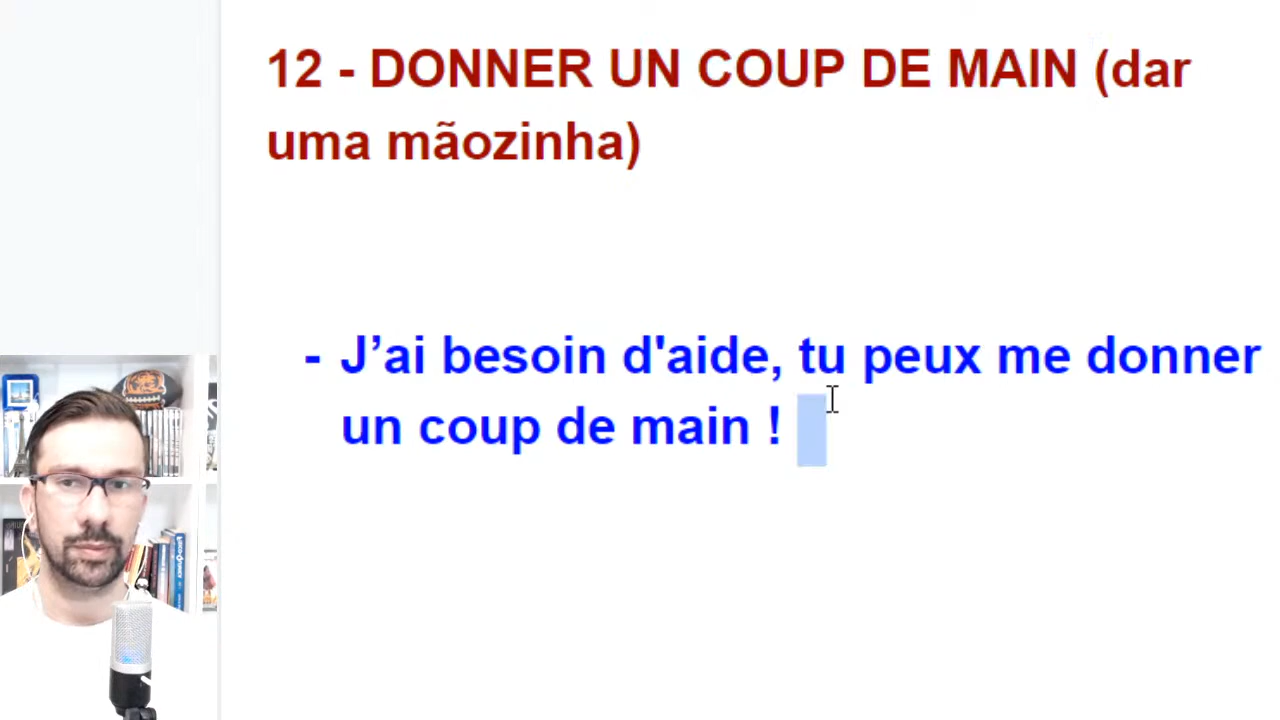 12 - DONNER UN COUP DE MAIN (dar
uma mãozinha)
- J’ai besoin d'aide, tu peux me donner
un coup de main !